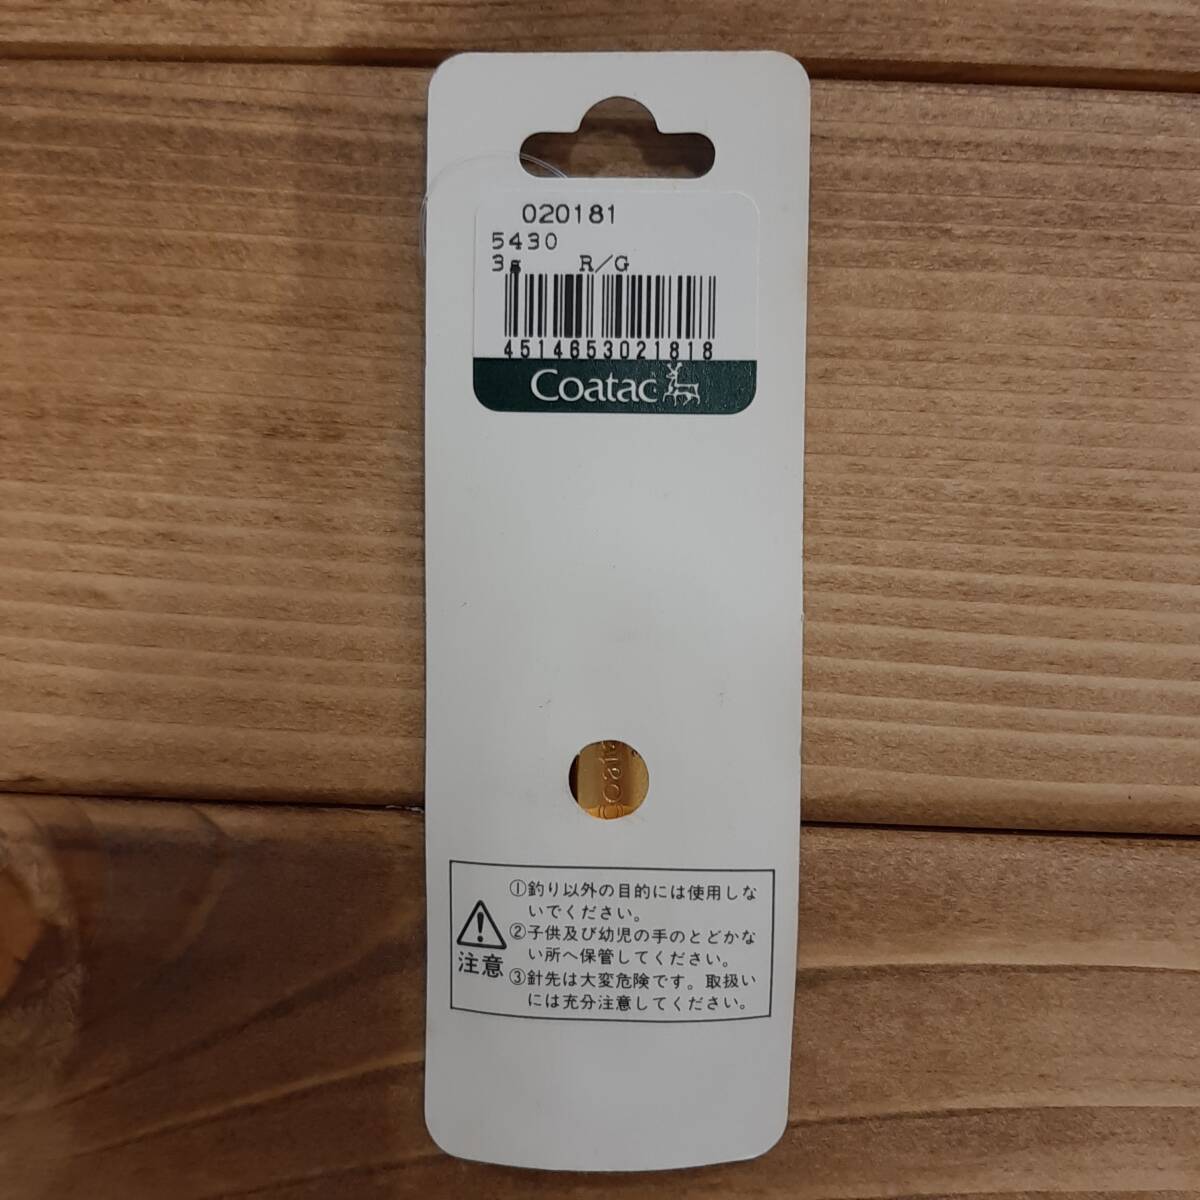 020181
5430
3g R/G
4514653021818
Coatac
Coata
①釣り以外の目的には使用しな
いでください。
②子供及び幼児の手のとどかな
い所へ保管してください。
③針先は大変危険です。取扱い
には充分注意してください。
注意